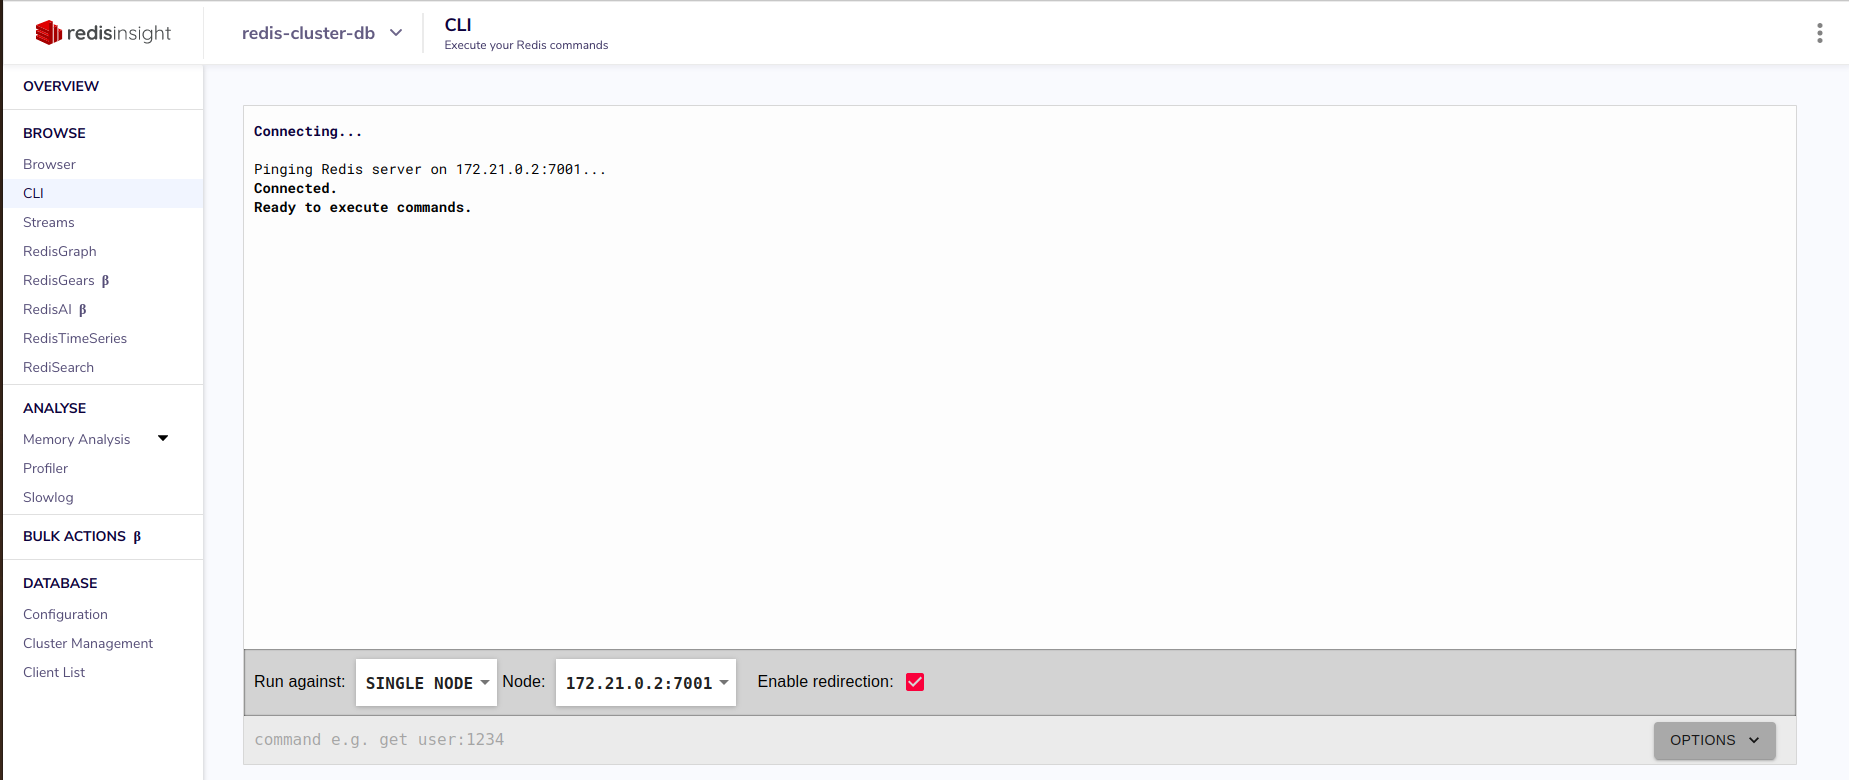 redisinsight
redis-cluster-db
CLI
Execute your Redis commands
OVERVIEW
BROWSE
Browser
CLI
Streams
RedisGraph
RedisGears β
RedisAI β
RedisTimeSeries
RediSearch
ANALYSE
Memory Analysis
Profiler
Slowlog
BULK ACTIONS β
DATABASE
Configuration
Cluster Management
Client List
Connecting...
Pinging Redis server on 172.21.0.2:7001...
Connected.
Ready to execute commands.
Run against: SINGLE NODE Node: 172.21.0.2:7001 Enable redirection:
command e.g. get user:1234
OPTIONS